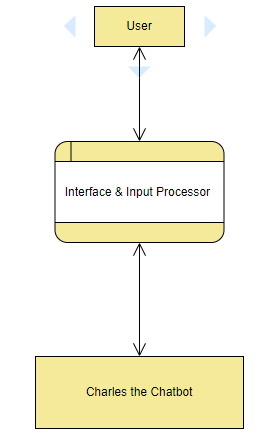 User
Interface & Input Processor
Charles the Chatbot